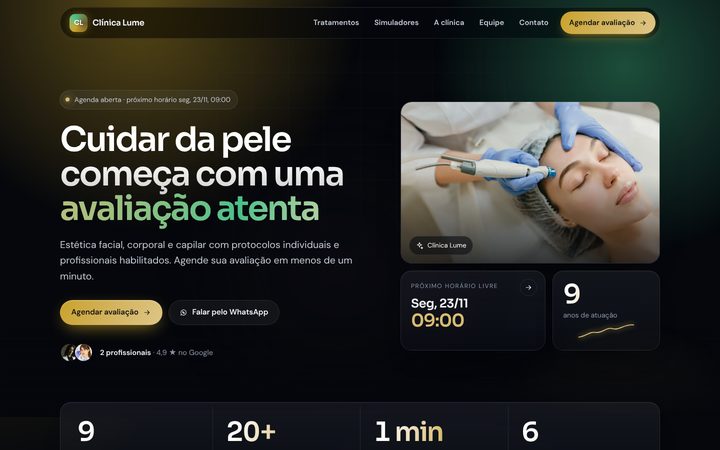 CL Clínica Lume
Tratamentos Simuladores A clínica Equipe Contato Agendar avaliação →
Agenda aberta · próximo horário seg, 23/11, 09:00
Cuidar da pele
começa com uma
avaliação atenta
Estética facial, corporal e capilar com protocolos individuais e
profissionais habilitados. Agende sua avaliação em menos de um
minuto.
Agendar avaliação →
Falar pelo WhatsApp
2 profissionais · 4,9 ★ no Google
Clínica Lume
PRÓXIMO HORÁRIO LIVRE →
Seg, 23/11
09:00
9
anos de atuação
9 20+ 1 min 6